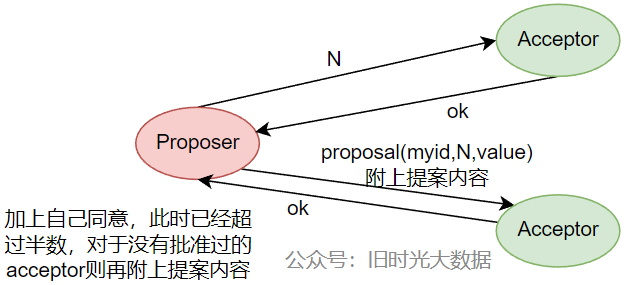 Acceptor
N
ok
Proposer
proposal(myid,N,value)
附上提案内容
ok
Acceptor
加上自己同意，此时已经超
过半数，对于没有批准过的
acceptor则再附上提案内容
公众号：旧时光大数据